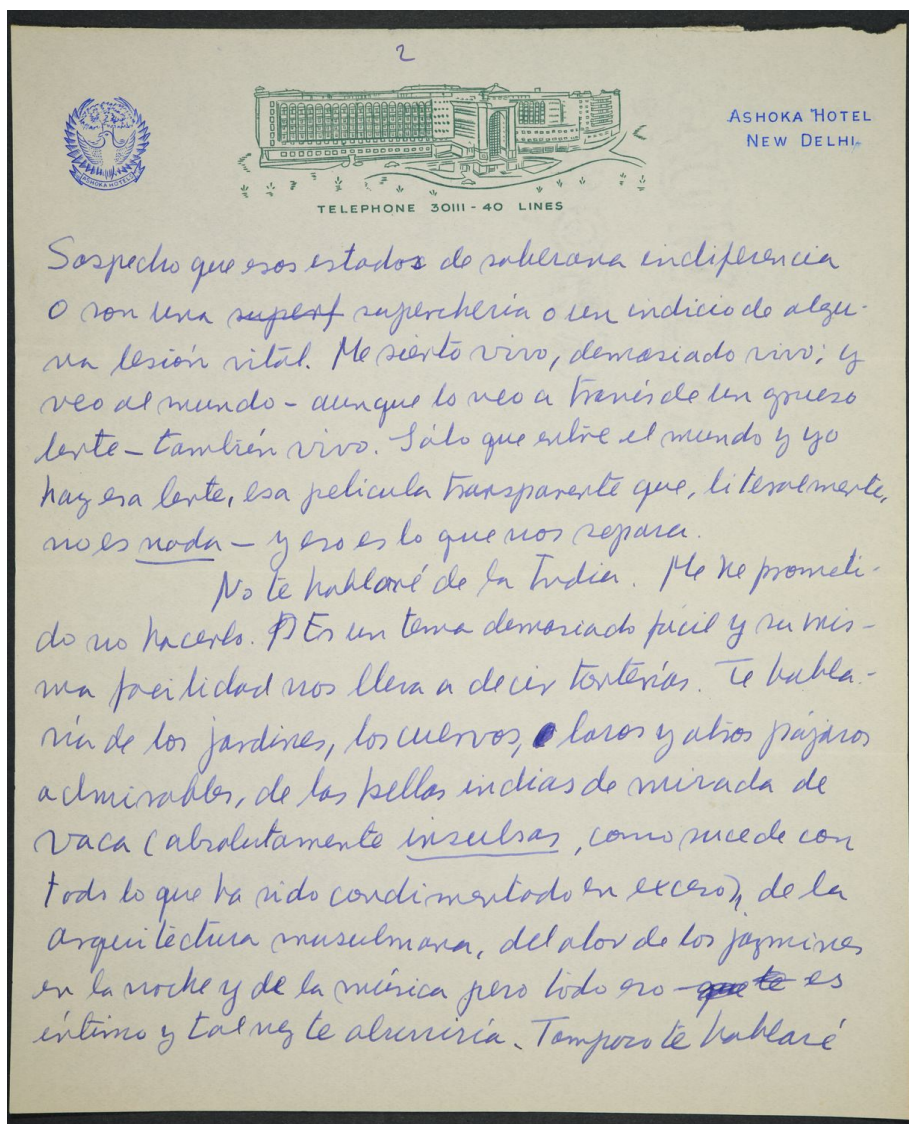 2
ASHOKA HOTEL
NEW DELHI
ASHOKA HOTELS
TELEPHONE 30111 - 40 LINES
Sospecho que esos estados de soberana indiferencia
o son una superf superchería o un indicio de algu-
na lesión vital. Me siento vivo, demasiado vivo; y
veo al mundo - aunque lo veo a través de un grueso
lente - también vivo. Sólo que entre el mundo y yo
hay esa lente, esa película transparente que, literalmente,
no es nada - y eso es lo que nos separa.
No te hablaré de la India. Me he prometi-
do no hacerlo. Es un tema demasiado fácil y su mis-
ma facilidad nos lleva a decir tonterías. Te habla-
ría de los jardines, los cuervos, loros y otros pájaros
admirables, de las bellas indias de mirada de
vaca (absolutamente insulsas, como sucede con
todo lo que ha sido condimentado en exceso), de la
arquitectura musulmana, del olor de los jazmines
en la noche y de la música pero todo eso que te es
íntimo y tal vez te aburriría. Tampoco te hablaré